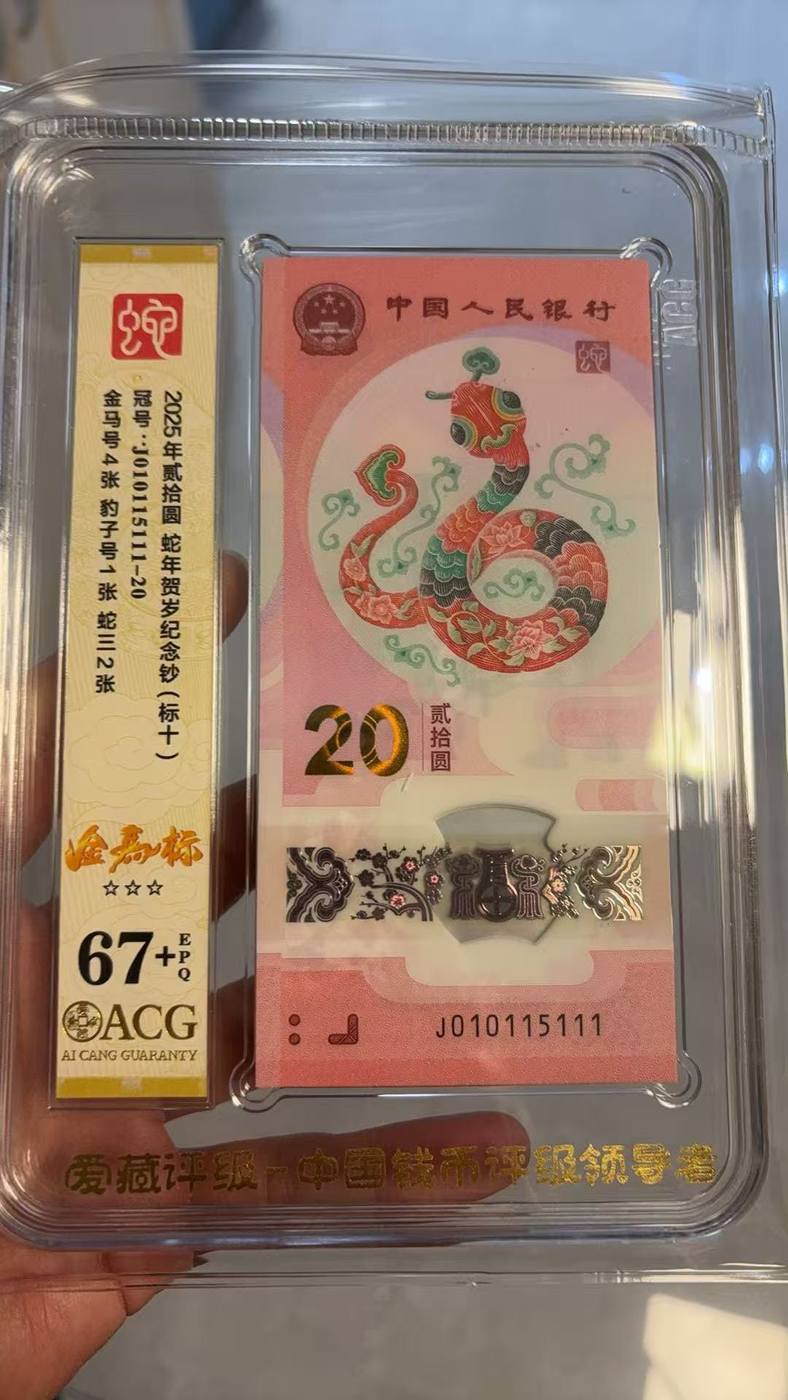 蛇
2025年贰拾圆 蛇年贺岁纪念钞(标十)
冠号:J010115111-20
金马号4张 豹子号1张 蛇三2张
金马标
☆☆☆
67+EPQ
ACG
AI CANG GUARANTY
中国人民银行
蛇
20
贰拾圆
J010115111
爱藏评级-中国钱币评级领导者
ACG